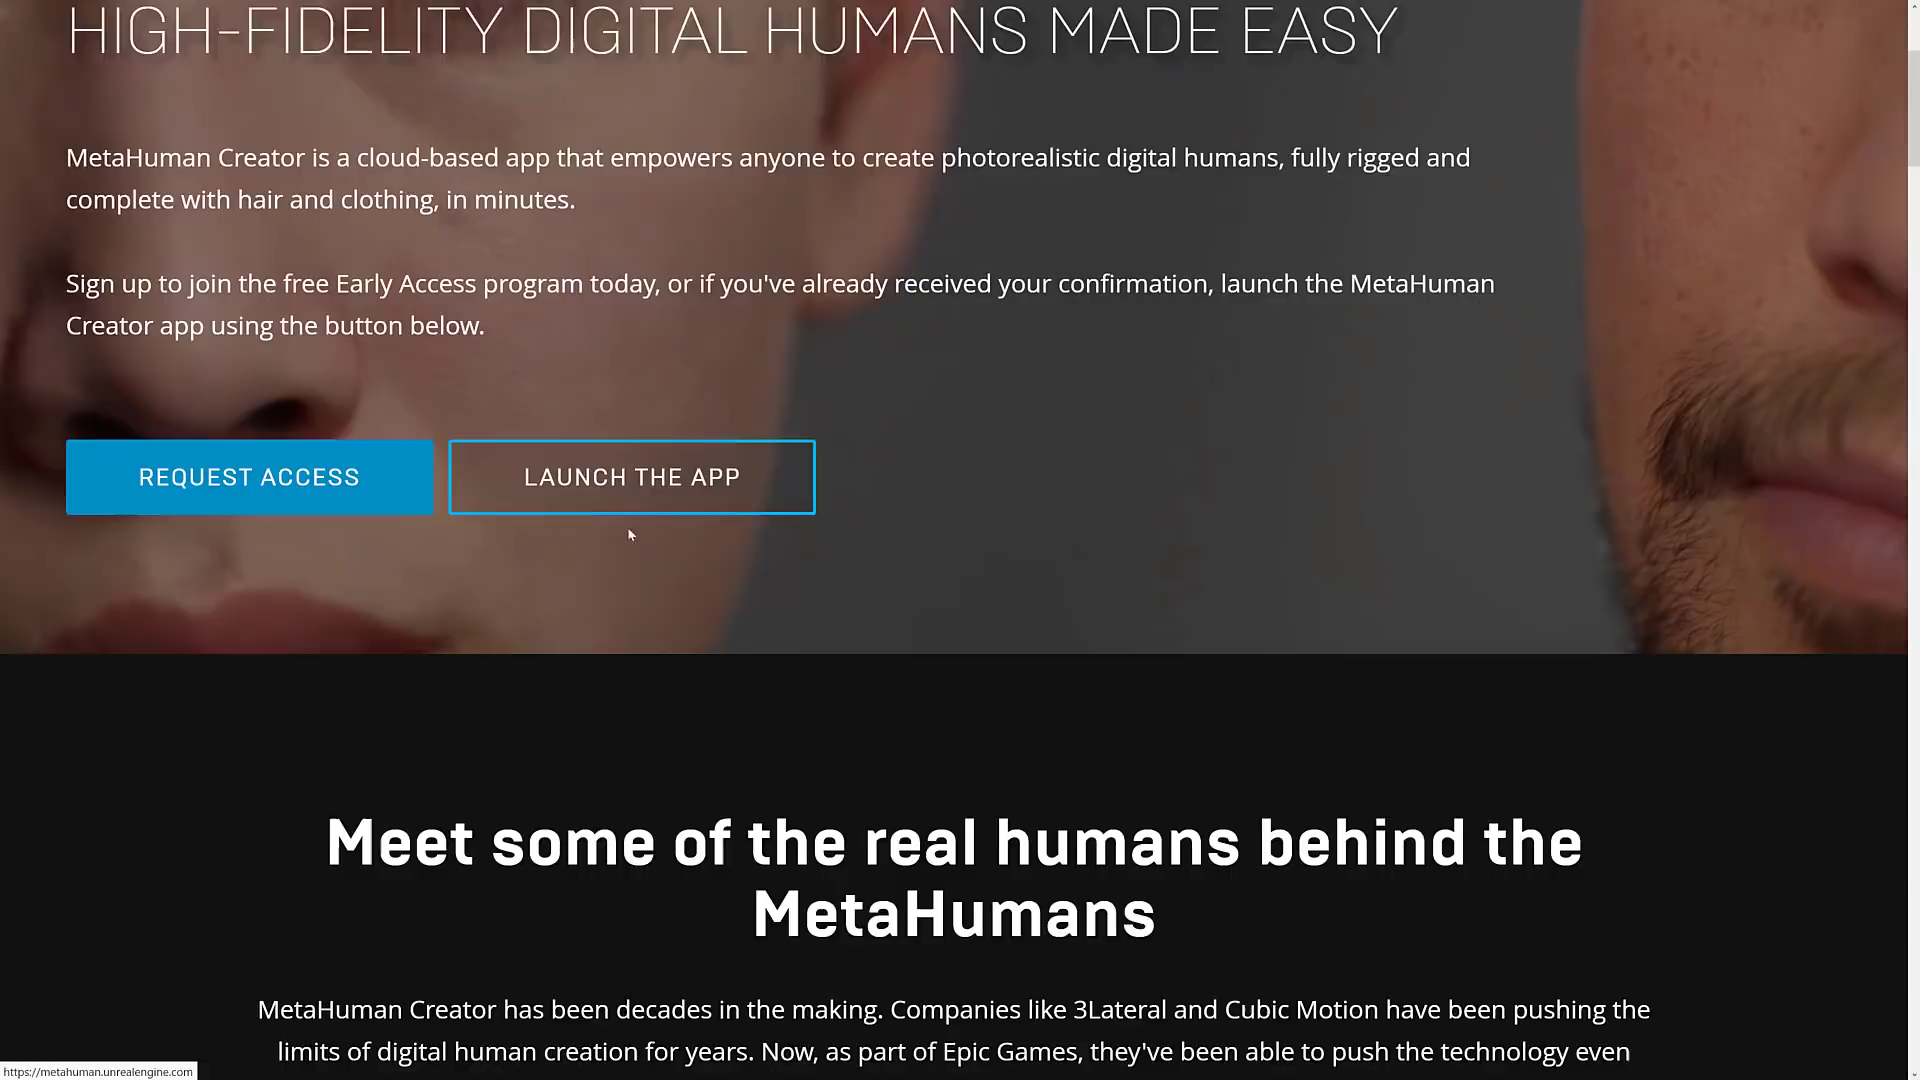 HIGH-FIDELITY DIGITAL HUMANS MADE EASY
MetaHuman Creator is a cloud-based app that empowers anyone to create photorealistic digital humans, fully rigged and
complete with hair and clothing, in minutes.
Sign up to join the free Early Access program today, or if you've already received your confirmation, launch the MetaHuman
Creator app using the button below.
REQUEST ACCESS
LAUNCH THE APP
Meet some of the real humans behind the
MetaHumans
MetaHuman Creator has been decades in the making. Companies like 3Lateral and Cubic Motion have been pushing the
limits of digital human creation for years. Now, as part of Epic Games, they've been able to push the technology even
https://metahuman.unrealengine.com